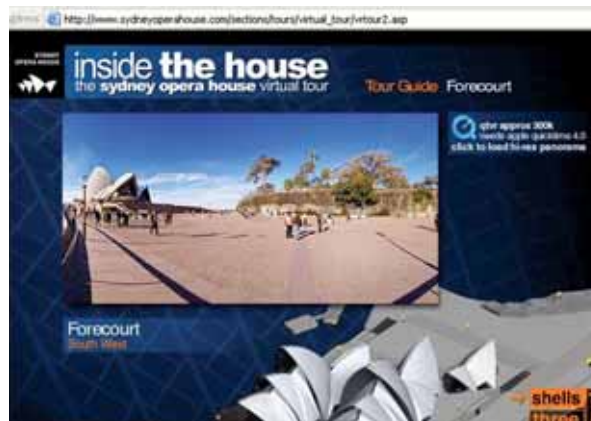 http://www.sydneyoperahouse.com/sections/tours/virtual_tour/vrtour2.asp
SYDNEY
OPERA HOUSE
inside the house
the sydney opera house virtual tour
Tour Guide Forecourt
qtvr approx 300k
needs apple quicktime 4.0
click to load hi-res panorama
Forecourt
South West
shells
three